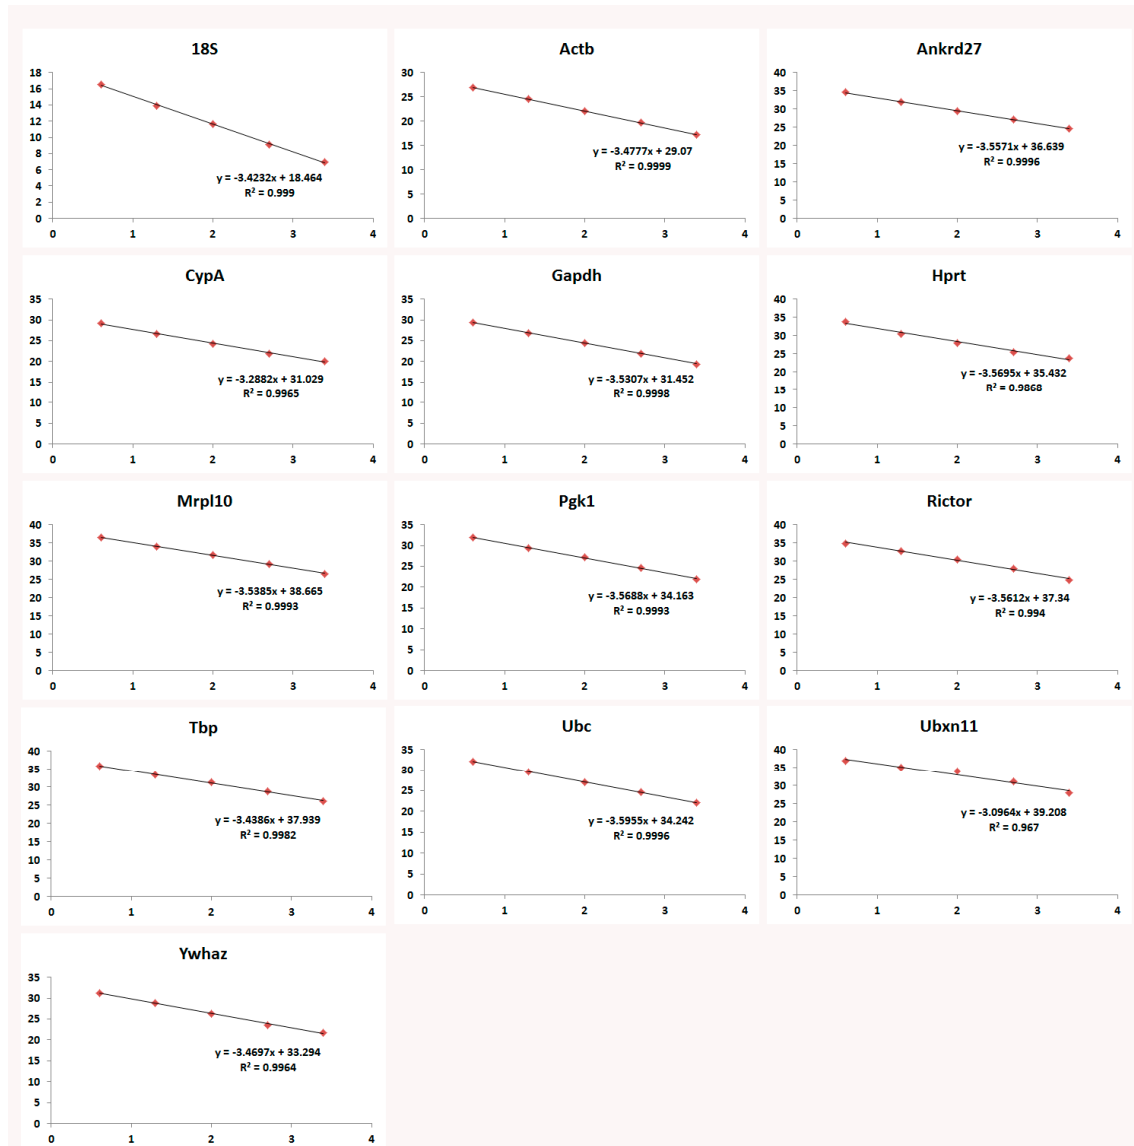 18S
18
16
14
12
10
8
6
4
2
0
0 1 2 3 4
y = -3.4232x + 18.464
R² = 0.999
Actb
30
25
20
15
10
5
0
0 1 2 3 4
y = -3.4777x + 29.07
R² = 0.9999
Ankrd27
40
35
30
25
20
15
10
5
0
0 1 2 3 4
y = -3.5571x + 36.639
R² = 0.9996
CypA
35
30
25
20
15
10
5
0
0 1 2 3 4
y = -3.2882x + 31.029
R² = 0.9965
Gapdh
35
30
25
20
15
10
5
0
0 1 2 3 4
y = -3.5307x + 31.452
R² = 0.9998
Hprt
40
35
30
25
20
15
10
5
0
0 1 2 3 4
y = -3.5695x + 35.432
R² = 0.9868
Mrpl10
40
35
30
25
20
15
10
5
0
0 1 2 3 4
y = -3.5385x + 38.665
R² = 0.9993
Pgk1
35
30
25
20
15
10
5
0
0 1 2 3 4
y = -3.5688x + 34.163
R² = 0.9993
Rictor
40
35
30
25
20
15
10
5
0
0 1 2 3 4
y = -3.5612x + 37.34
R² = 0.994
Tbp
40
35
30
25
20
15
10
5
0
0 1 2 3 4
y = -3.4386x + 37.939
R² = 0.9982
Ubc
35
30
25
20
15
10
5
0
0 1 2 3 4
y = -3.5955x + 34.242
R² = 0.9996
Ubxn11
40
35
30
25
20
15
10
5
0
0 1 2 3 4
y = -3.0964x + 39.208
R² = 0.967
Ywhaz
35
30
25
20
15
10
5
0
0 1 2 3 4
y = -3.4697x + 33.294
R² = 0.9964